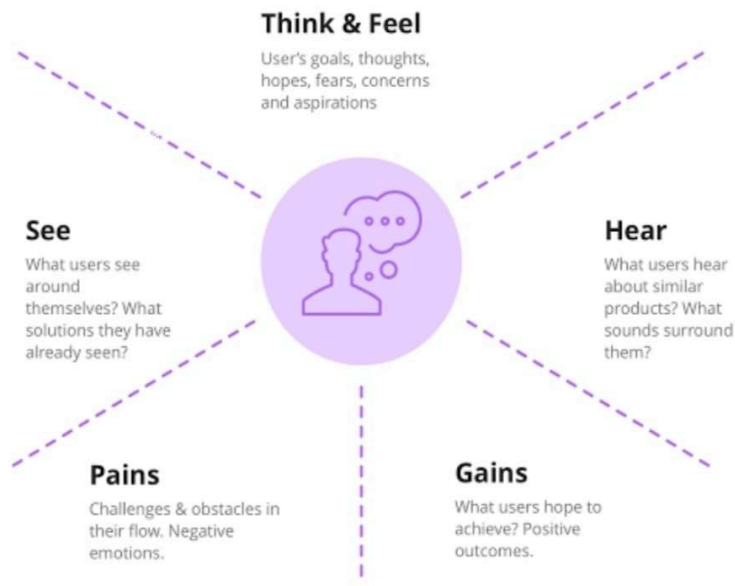 Think & Feel
User's goals, thoughts,
hopes, fears, concerns
and aspirations
See
What users see
around
themselves? What
solutions they have
already seen?
Hear
What users hear
about similar
products? What
sounds surround
them?
Pains
Challenges & obstacles in
their flow. Negative
emotions.
Gains
What users hope to
achieve? Positive
outcomes.